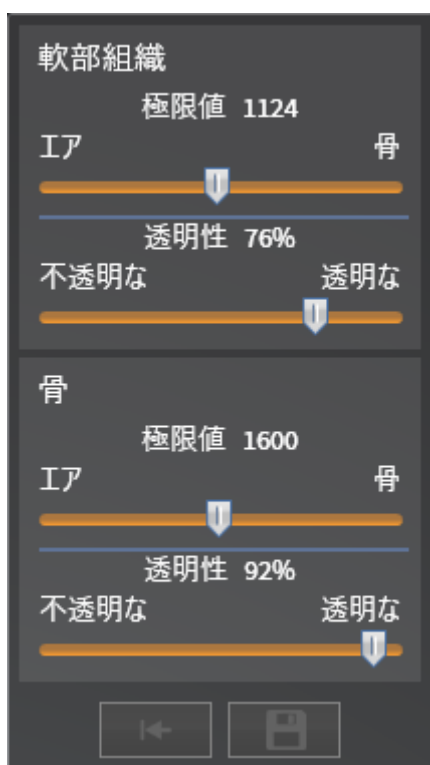 軟部組織
極限値 1124
エア 骨
透明性 76%
不透明な 透明な
骨
極限値 1600
エア 骨
透明性 92%
不透明な 透明な